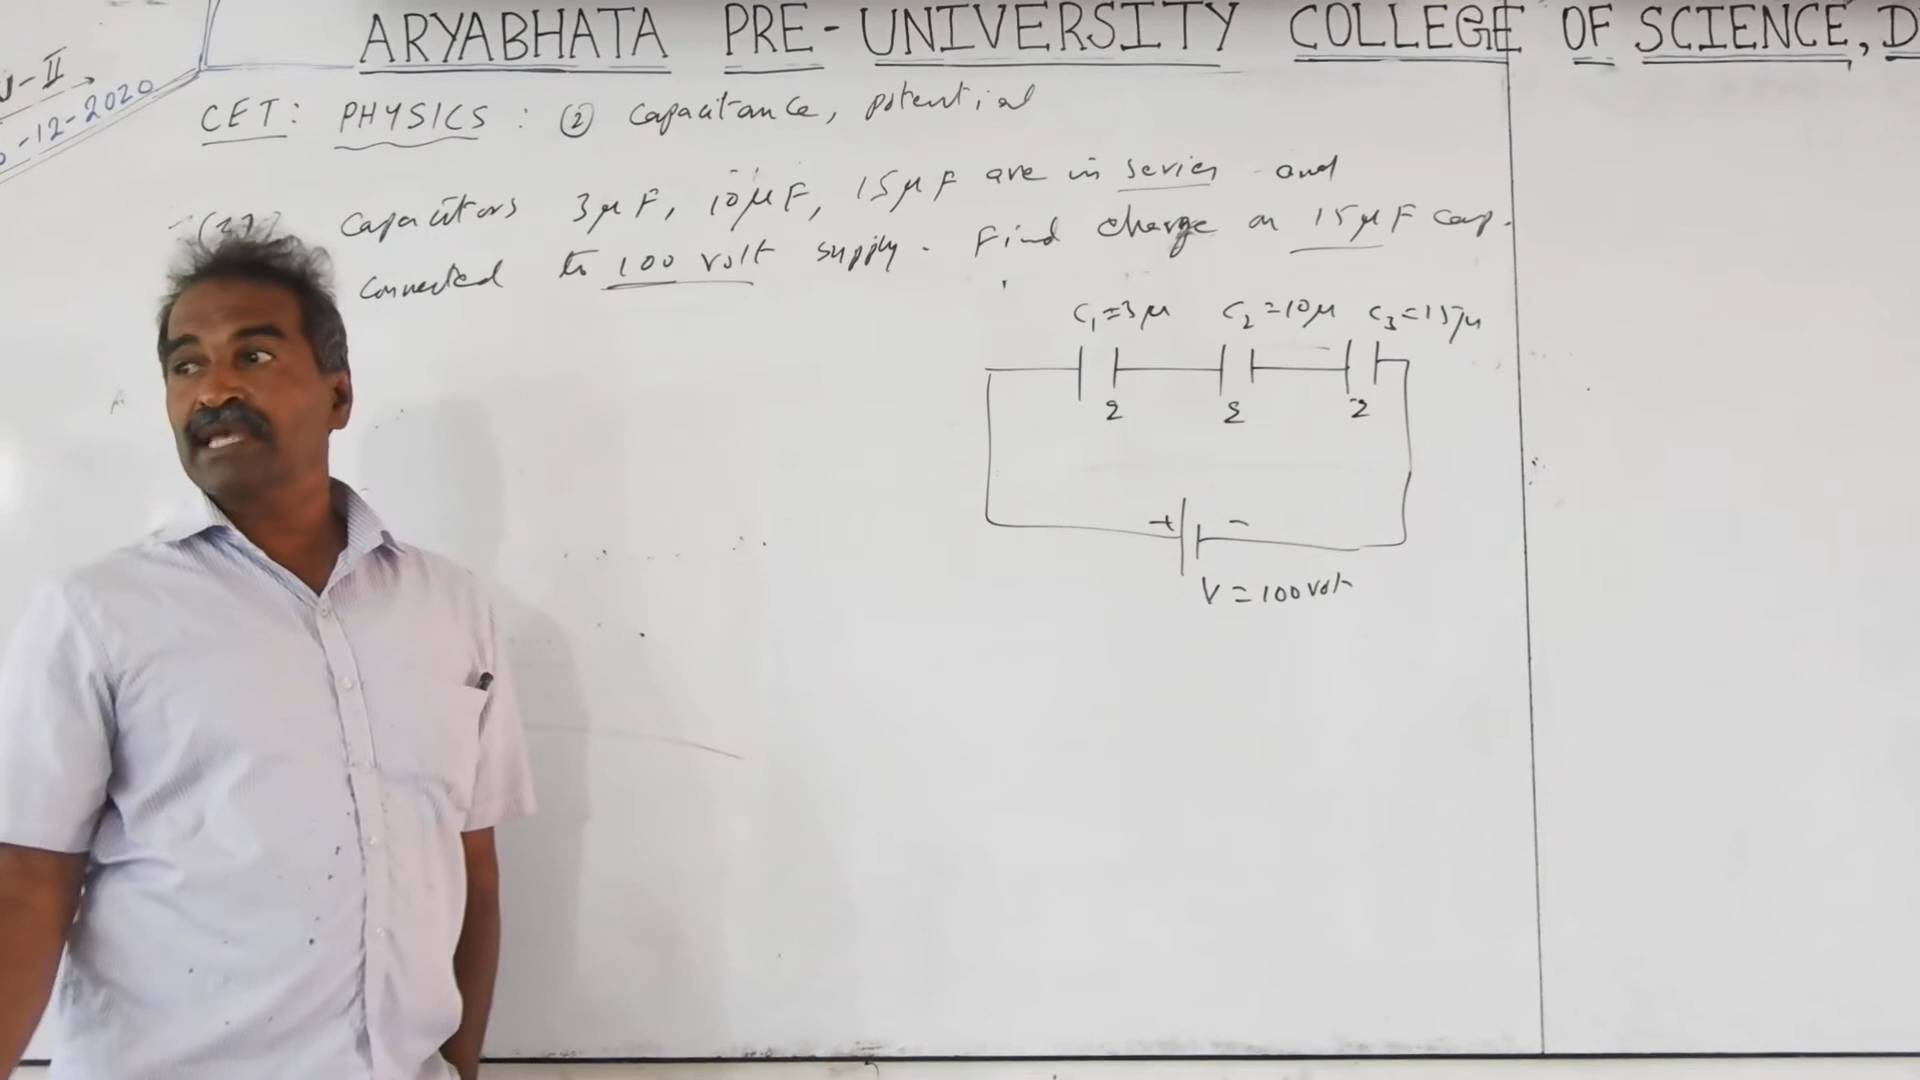 ARYABHATA PRE-UNIVERSITY COLLEGE OF SCIENCE, D
-II
-12-2020
CET: PHYSICS: ② Capacitance, potential
Capacitors 3μF, 10μF, 15μF are in series and
connected to 100 volt supply. Find charge on 15μF cap.
C₁=3μ C₂=10μ C₃=15μ
+ -
V=100 volt